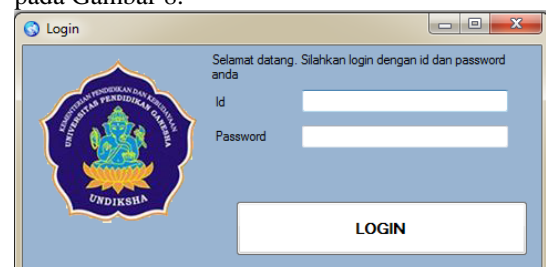 pada Gambar 8.
Login
Selamat datang. Silahkan login dengan id dan password
anda
KEMENTERIAN PENDIDIKAN DAN KEBUDAYAAN
UNIVERSITAS PENDIDIKAN GANESHA
UNDIKSHA
Id
Password
LOGIN